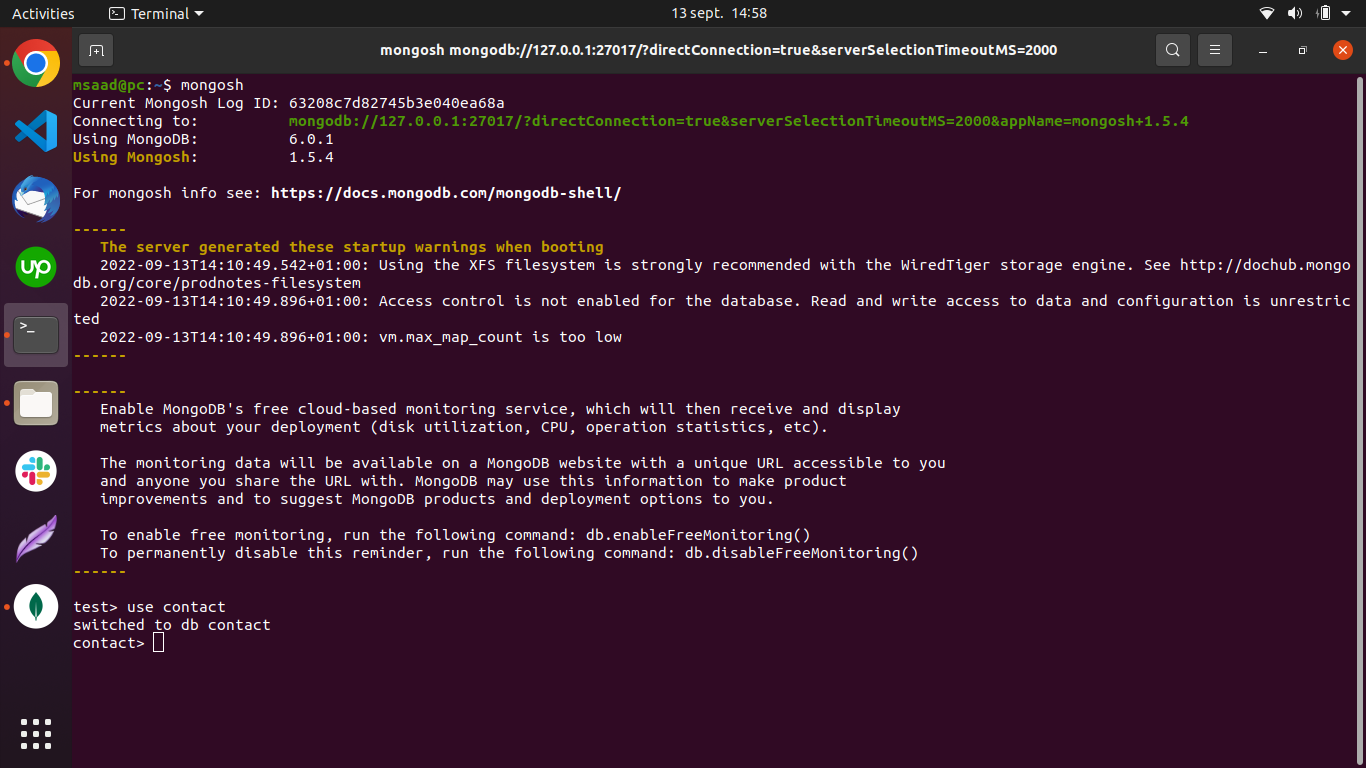 Activities Terminal 13 sept. 14:58
mongosh mongodb://127.0.0.1:27017/?directConnection=true&serverSelectionTimeoutMS=2000
msaad@pc:~$ mongosh
Current Mongosh Log ID: 63208c7d82745b3e040ea68a
Connecting to: mongodb://127.0.0.1:27017/?directConnection=true&serverSelectionTimeoutMS=2000&appName=mongosh+1.5.4
Using MongoDB: 6.0.1
Using Mongosh: 1.5.4
For mongosh info see: https://docs.mongodb.com/mongodb-shell/
------
The server generated these startup warnings when booting
2022-09-13T14:10:49.542+01:00: Using the XFS filesystem is strongly recommended with the WiredTiger storage engine. See http://dochub.mongo
db.org/core/prodnotes-filesystem
2022-09-13T14:10:49.896+01:00: Access control is not enabled for the database. Read and write access to data and configuration is unrestric
ted
2022-09-13T14:10:49.896+01:00: vm.max_map_count is too low
------
------
Enable MongoDB's free cloud-based monitoring service, which will then receive and display
metrics about your deployment (disk utilization, CPU, operation statistics, etc).
The monitoring data will be available on a MongoDB website with a unique URL accessible to you
and anyone you share the URL with. MongoDB may use this information to make product
improvements and to suggest MongoDB products and deployment options to you.
To enable free monitoring, run the following command: db.enableFreeMonitoring()
To permanently disable this reminder, run the following command: db.disableFreeMonitoring()
------
test> use contact
switched to db contact
contact>
up
>_